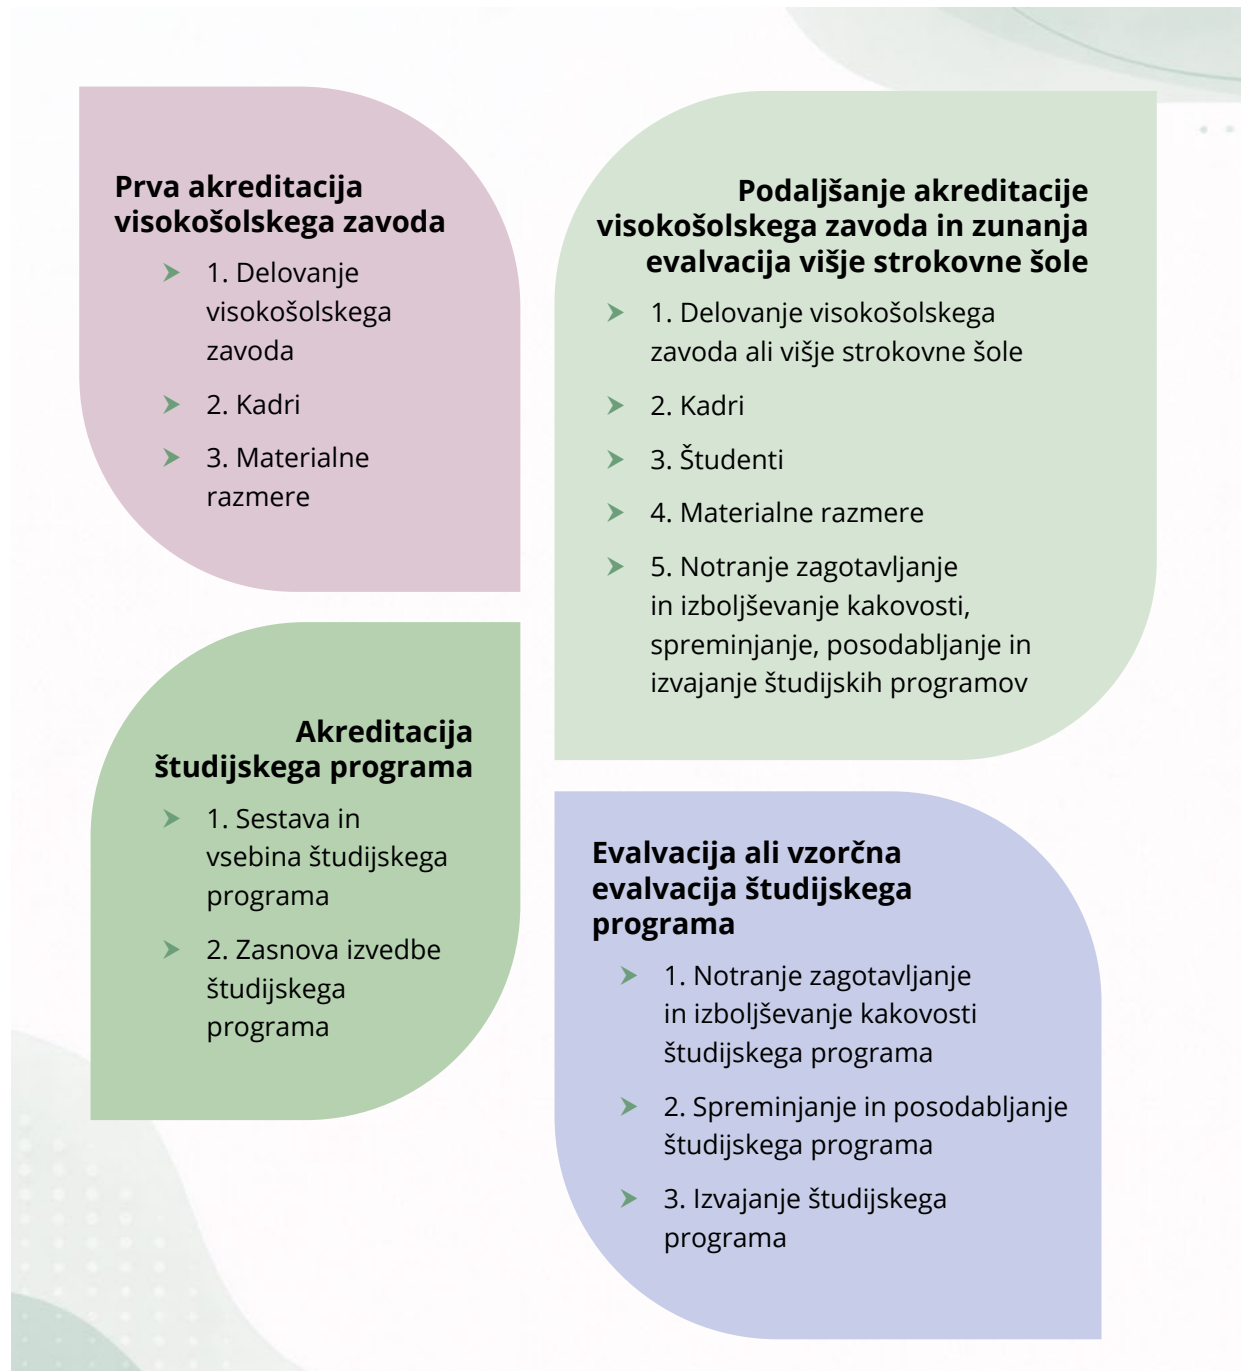 Prva akreditacija
visokošolskega zavoda
1. Delovanje
visokošolskega
zavoda
2. Kadri
3. Materialne
razmere
Podaljšanje akreditacije
visokošolskega zavoda in zunanja
evalvacija višje strokovne šole
1. Delovanje visokošolskega
zavoda ali višje strokovne šole
2. Kadri
3. Študenti
4. Materialne razmere
5. Notranje zagotavljanje
in izboljševanje kakovosti,
spreminjanje, posodabljanje in
izvajanje študijskih programov
Akreditacija
študijskega programa
1. Sestava in
vsebina študijskega
programa
2. Zasnova izvedbe
študijskega
programa
Evalvacija ali vzorčna
evalvacija študijskega
programa
1. Notranje zagotavljanje
in izboljševanje kakovosti
študijskega programa
2. Spreminjanje in posodabljanje
študijskega programa
3. Izvajanje študijskega
programa